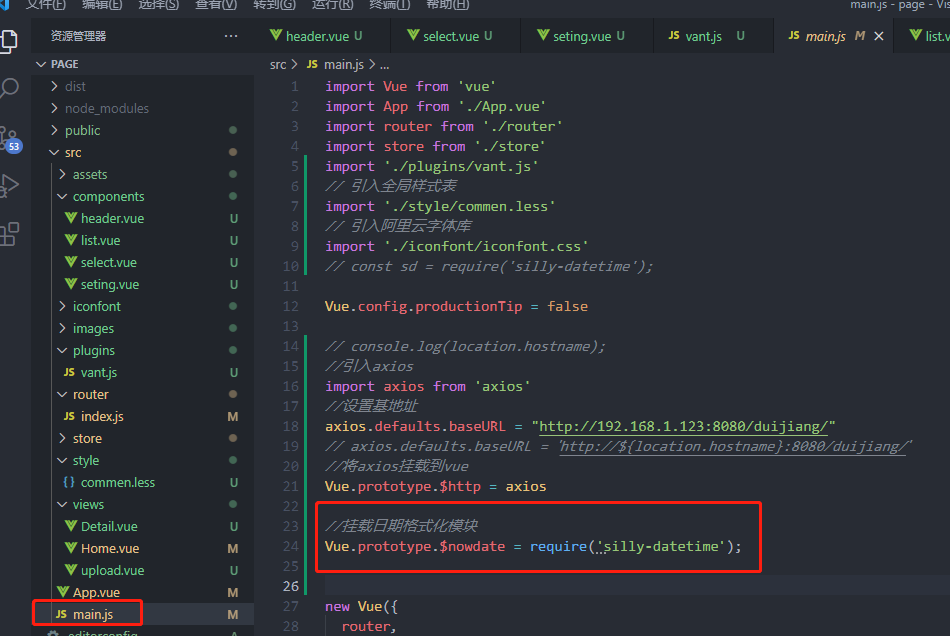 文件(F) 编辑(E) 选择(S) 查看(V) 转到(G) 运行(R) 终端(T) 帮助(H) main.js - page - Vis
资源管理器 ···
header.vue U select.vue U seting.vue U JS vant.js U JS main.js M × list.v
PAGE
dist
node_modules
public
53
src
assets
components
header.vue U
list.vue U
select.vue U
seting.vue U
iconfont
images
plugins
JS vant.js U
router
JS index.js M
store
style
{} commen.less U
views
Detail.vue U
Home.vue M
upload.vue U
App.vue M
JS main.js M
.editorconfig A
src > JS main.js > ...
1 import Vue from 'vue'
2 import App from './App.vue'
3 import router from './router'
4 import store from './store'
5 import './plugins/vant.js'
6 // 引入全局样式表
7 import './style/commen.less'
8 // 引入阿里云字体库
9 import './iconfont/iconfont.css'
10 // const sd = require('silly-datetime');
11
12 Vue.config.productionTip = false
13
14 // console.log(location.hostname);
15 //引入axios
16 import axios from 'axios'
17 //设置基地址
18 axios.defaults.baseURL = "http://192.168.1.123:8080/duijiang/"
19 // axios.defaults.baseURL = `http://${location.hostname}:8080/duijiang/`
20 //将axios挂载到vue
21 Vue.prototype.$http = axios
22
23 //挂载日期格式化模块
24 Vue.prototype.$nowdate = require('silly-datetime');
25
26
27 new Vue({
28 router,